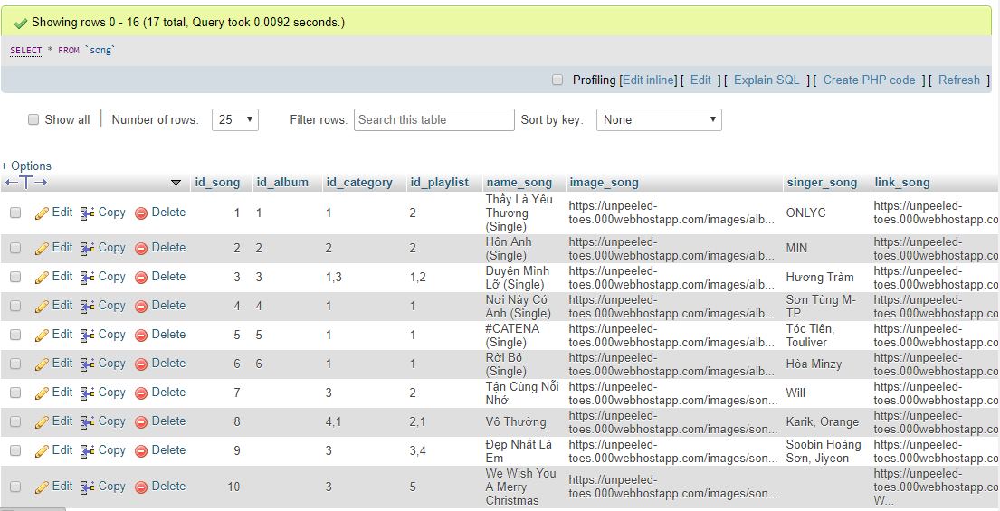 Showing rows 0 - 16 (17 total, Query took 0.0092 seconds.)
SELECT * FROM `song`
Profiling [Edit inline] [ Edit ] [ Explain SQL ] [ Create PHP code ] [ Refresh ]
Show all | Number of rows: 25 Filter rows: Search this table Sort by key: None
+ Options
←T→ id_song id_album id_category id_playlist name_song image_song singer_song link_song
Edit Copy Delete 1 1 1 2 Thầy Là Yêu Thương (Single) https://unpeeled-toes.000webhostapp.com/images/alb... ONLYC https://unpeeled-toes.000webhostapp.co
Edit Copy Delete 2 2 2 2 Hôn Anh (Single) https://unpeeled-toes.000webhostapp.com/images/alb... MIN https://unpeeled-toes.000webhostapp.co
Edit Copy Delete 3 3 1,3 1,2 Duyên Mình Lỡ (Single) https://unpeeled-toes.000webhostapp.com/images/alb... Hương Tràm https://unpeeled-toes.000webhostapp.co
Edit Copy Delete 4 4 1 1 Nơi Này Có Anh (Single) https://unpeeled-toes.000webhostapp.com/images/alb... Sơn Tùng M-TP https://unpeeled-toes.000webhostapp.co
Edit Copy Delete 5 5 1 1 #CATENA (Single) https://unpeeled-toes.000webhostapp.com/images/alb... Tóc Tiên, Touliver https://unpeeled-toes.000webhostapp.co
Edit Copy Delete 6 6 1 1 Rời Bỏ (Single) https://unpeeled-toes.000webhostapp.com/images/alb... Hòa Minzy https://unpeeled-toes.000webhostapp.co
Edit Copy Delete 7 3 2 Tận Cùng Nỗi Nhớ https://unpeeled-toes.000webhostapp.com/images/son... Will https://unpeeled-toes.000webhostapp.co
Edit Copy Delete 8 4,1 2,1 Vô Thường https://unpeeled-toes.000webhostapp.com/images/son... Karik, Orange https://unpeeled-toes.000webhostapp.co
Edit Copy Delete 9 3 3,4 Đẹp Nhất Là Em https://unpeeled-toes.000webhostapp.com/images/son... Soobin Hoàng Sơn, Jiyeon https://unpeeled-toes.000webhostapp.co
Edit Copy Delete 10 3 5 We Wish You A Merry Christmas https://unpeeled-toes.000webhostapp.com/images/son... https://unpeeled-toes.000webhostapp.co W...